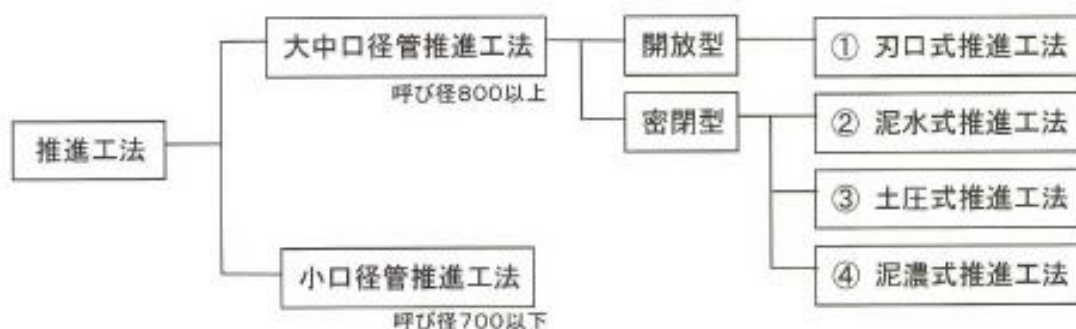 推進工法
大中口径管推進工法
呼び径800以上
開放型
① 刃口式推進工法
密閉型
② 泥水式推進工法
③ 土圧式推進工法
④ 泥濃式推進工法
小口径管推進工法
呼び径700以下